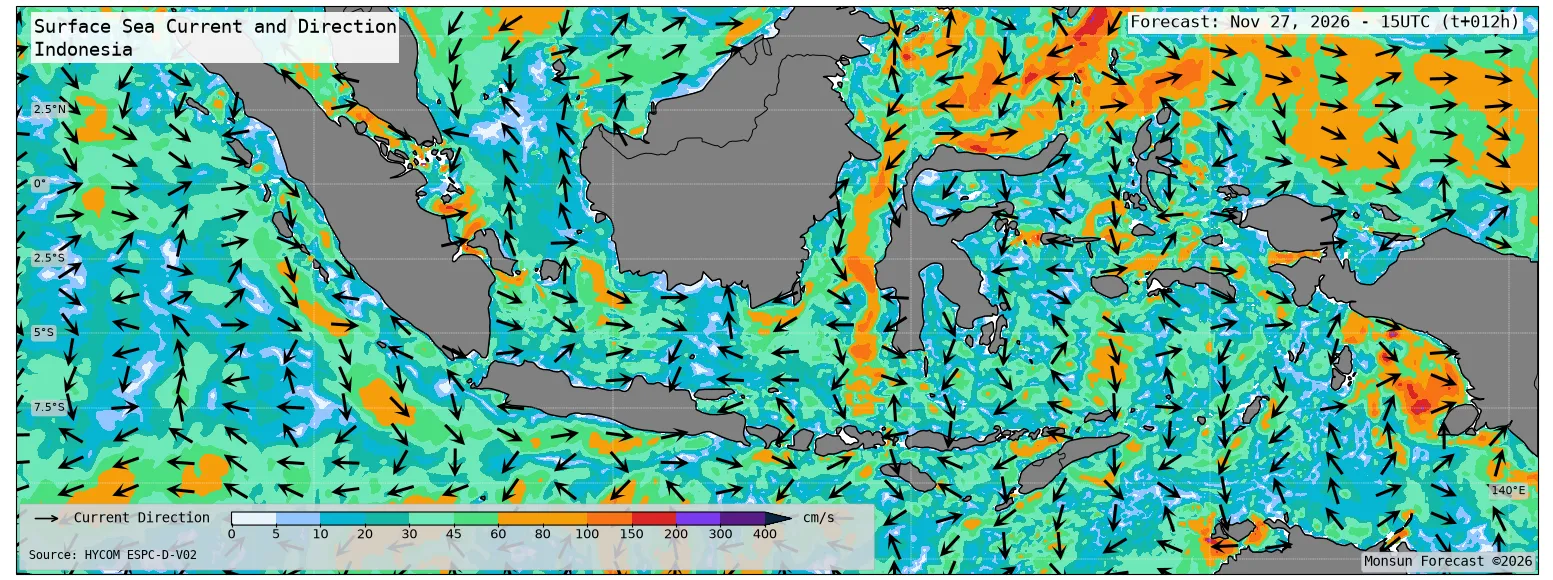 Surface Sea Current and Direction
Indonesia
Forecast: Nov 27, 2026 - 15UTC (t+012h)
2.5°N
0°
2.5°S
5°S
7.5°S
140°E
Current Direction
0 5 10 20 30 45 60 80 100 150 200 300 400 cm/s
Source: HYCOM ESPC-D-V02
Monsun Forecast ©2026